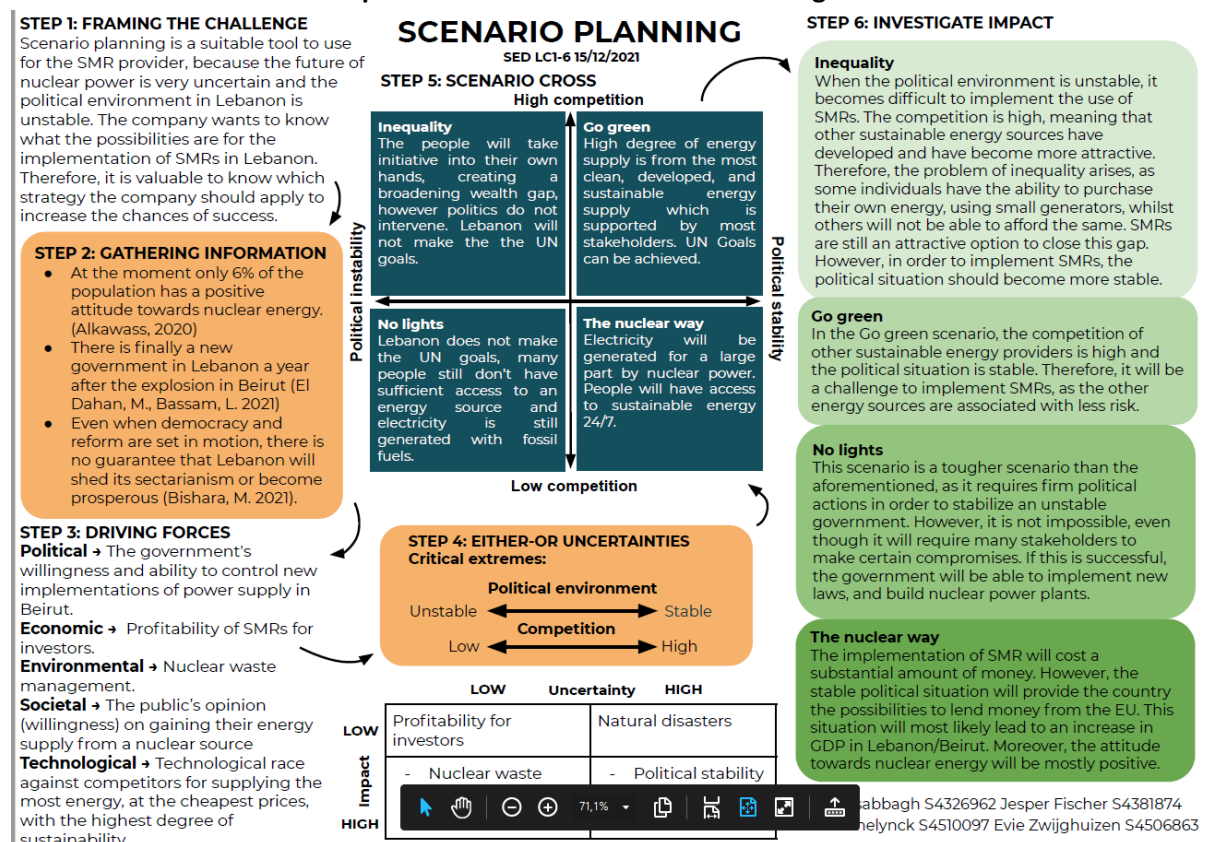 STEP 1: FRAMING THE CHALLENGE
Scenario planning is a suitable tool to use
for the SMR provider, because the future of
nuclear power is very uncertain and the
political environment in Lebanon is
unstable. The company wants to know
what the possibilities are for the
implementation of SMRs in Lebanon.
Therefore, it is valuable to know which
strategy the company should apply to
increase the chances of success.
STEP 2: GATHERING INFORMATION
● At the moment only 6% of the
population has a positive
attitude towards nuclear energy.
(Alkawass, 2020)
● There is finally a new
government in Lebanon a year
after the explosion in Beirut (El
Dahan, M., Bassam, L. 2021)
● Even when democracy and
reform are set in motion, there is
no guarantee that Lebanon will
shed its sectarianism or become
prosperous (Bishara, M. 2021).
STEP 3: DRIVING FORCES
Political → The government's
willingness and ability to control new
implementations of power supply in
Beirut.
Economic → Profitability of SMRs for
investors.
Environmental → Nuclear waste
management.
Societal → The public's opinion
(willingness) on gaining their energy
supply from a nuclear source
Technological → Technological race
against competitors for supplying the
most energy, at the cheapest prices,
with the highest degree of
sustainability
SCENARIO PLANNING
SED LC1-6 15/12/2021
STEP 5: SCENARIO CROSS
High competition
Political instability
Political stability
Inequality
The people will take
initiative into their own
hands, creating a
broadening wealth gap,
however politics do not
intervene. Lebanon will
not make the the UN
goals.
Go green
High degree of energy
supply is from the most
clean, developed, and
sustainable energy
supply which is
supported by most
stakeholders. UN Goals
can be achieved.
No lights
Lebanon does not make
the UN goals, many
people still don't have
sufficient access to an
energy source and
electricity is still
generated with fossil
fuels.
The nuclear way
Electricity will be
generated for a large
part by nuclear power.
People will have access
to sustainable energy
24/7.
Low competition
STEP 4: EITHER-OR UNCERTAINTIES
Critical extremes:
Political environment
Unstable Stable
Competition
Low High
LOW Uncertainty HIGH
LOW
Impact
HIGH
Profitability for
investors
Natural disasters
- Nuclear waste
- Political stability
71,1%
STEP 6: INVESTIGATE IMPACT
Inequality
When the political environment is unstable, it
becomes difficult to implement the use of
SMRs. The competition is high, meaning that
other sustainable energy sources have
developed and have become more attractive.
Therefore, the problem of inequality arises, as
some individuals have the ability to purchase
their own energy, using small generators, whilst
others will not be able to afford the same. SMRs
are still an attractive option to close this gap.
However, in order to implement SMRs, the
political situation should become more stable.
Go green
In the Go green scenario, the competition of
other sustainable energy providers is high and
the political situation is stable. Therefore, it will be
a challenge to implement SMRs, as the other
energy sources are associated with less risk.
No lights
This scenario is a tougher scenario than the
aforementioned, as it requires firm political
actions in order to stabilize an unstable
government. However, it is not impossible, even
though it will require many stakeholders to
make certain compromises. If this is successful,
the government will be able to implement new
laws, and build nuclear power plants.
The nuclear way
The implementation of SMR will cost a
substantial amount of money. However, the
stable political situation will provide the country
the possibilities to lend money from the EU. This
situation will most likely lead to an increase in
GDP in Lebanon/Beirut. Moreover, the attitude
towards nuclear energy will be mostly positive.
sabbagh S4326962 Jesper Fischer S4381874
nelynck S4510097 Evie Zwijghuizen S4506863